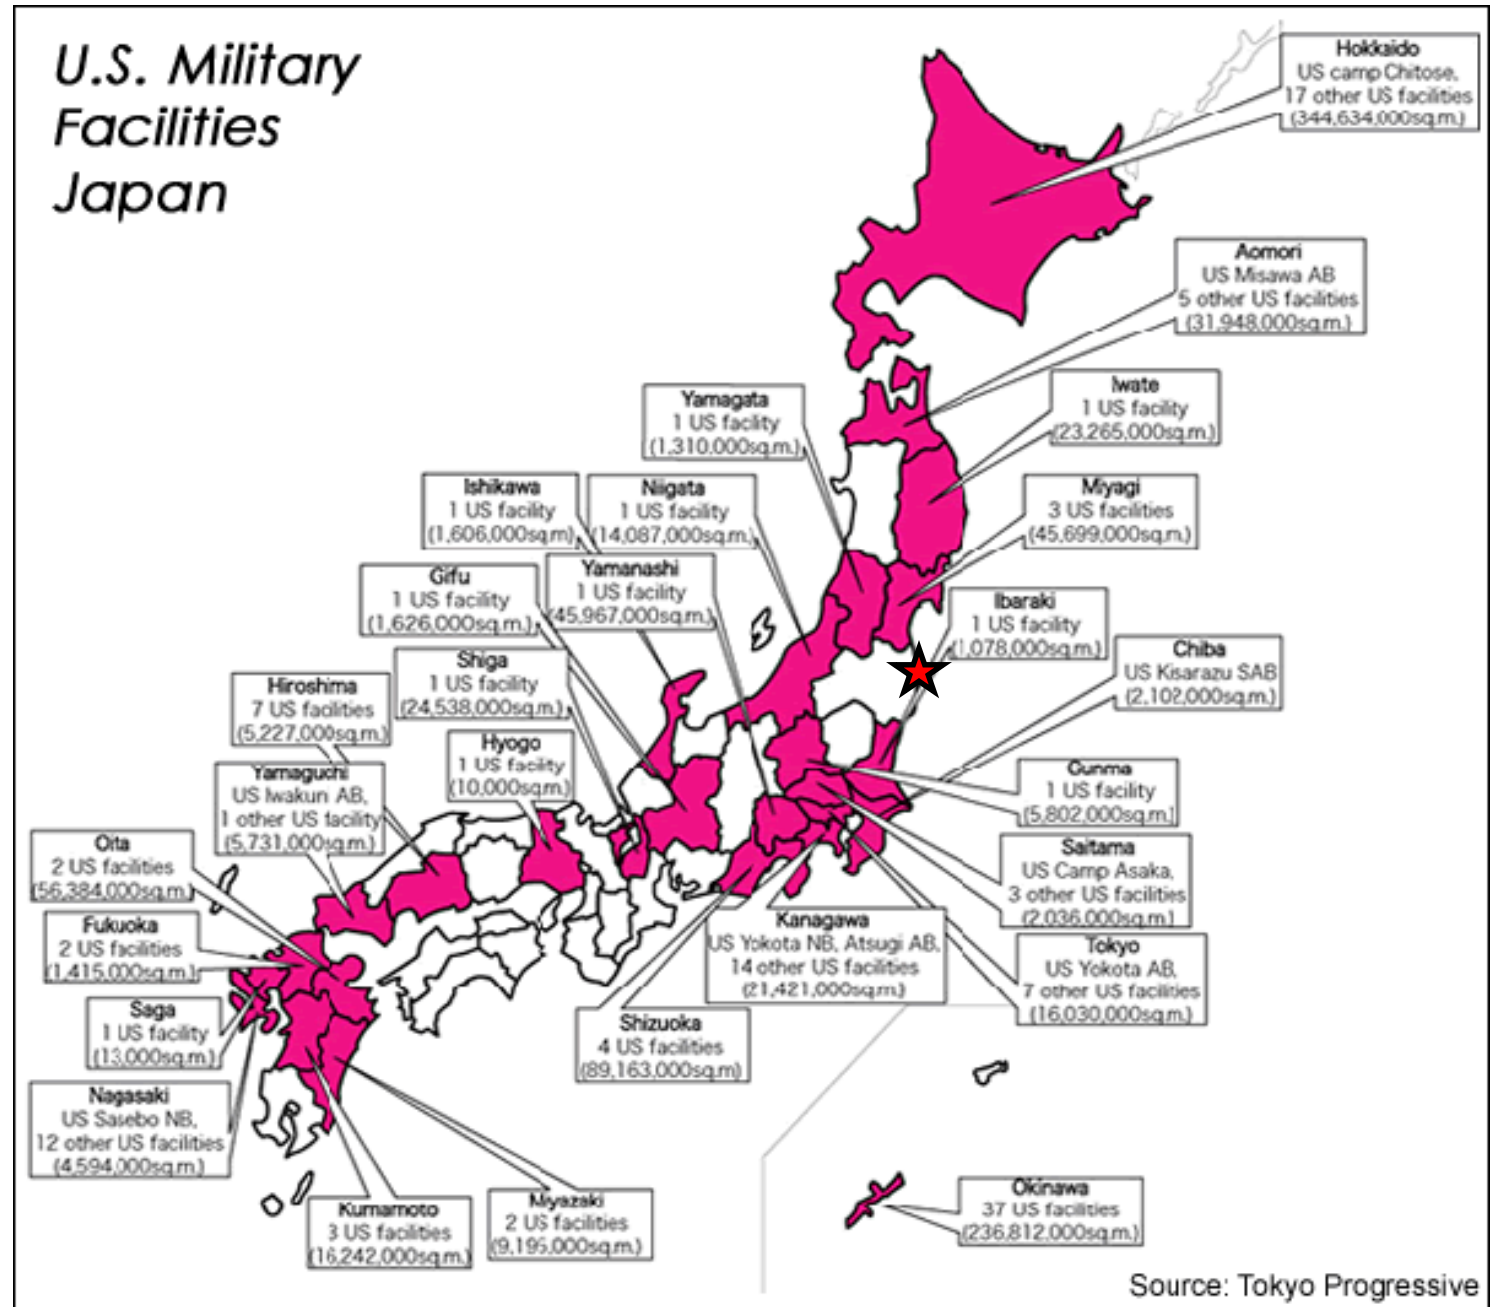 U.S. Military
Facilities
Japan
Hokkaido
US camp Chitose,
17 other US facilities
(344,634,000sq.m.)
Aomori
US Misawa AB
5 other US facilities
(31,948,000sq.m.)
Iwate
1 US facility
(23,265,000sq.m.)
Yamagata
1 US facility
(1,310,000sq.m.)
Ishikawa
1 US facility
(1,606,000sq.m)
Niigata
1 US facility
(14,087,000sq.m.)
Miyagi
3 US facilities
(45,699,000sq.m.)
Gifu
1 US facility
(1,626,000sq.m.)
Yamanashi
1 US facility
(45,967,000sq.m.)
Ibaraki
1 US facility
(1,078,000sq.m.)
Chiba
US Kisarazu SAB
(2,102,000sq.m.)
Shiga
1 US facility
(24,538,000sq.m.)
Hiroshima
7 US facilities
(5,227,000sq.m.)
Hyogo
1 US facility
(10,000sq.m.)
Yamaguchi
US Iwakuri AB,
1 other US facility
(5,731,000sq.m.)
Gunma
1 US facility
(5,802,000sq.m.)
Oita
2 US facilities
(56,384,000sq.m.)
Saitama
US Camp Asaka,
3 other US facilities
(2,036,000sq.m.)
Fukuoka
2 US facilities
(1,415,000sq.m.)
Kanagawa
US Yokota NB, Atsugi AB,
14 other US facilities
(21,421,000sq.m.)
Tokyo
US Yokota AB,
7 other US facilities
(16,030,000sq.m.)
Saga
1 US facility
(13,000sq.m.)
Shizuoka
4 US facilities
(89,163,000sq.m)
Nagasaki
US Sasebo NB,
12 other US facilities
(4,594,000sq.m.)
Kumamoto
3 US facilities
(16,242,000sq.m.)
Miyazaki
2 US facilities
(9,195,000sq.m.)
Okinawa
37 US facilities
(236,812,000sq.m.)
Source: Tokyo Progressive